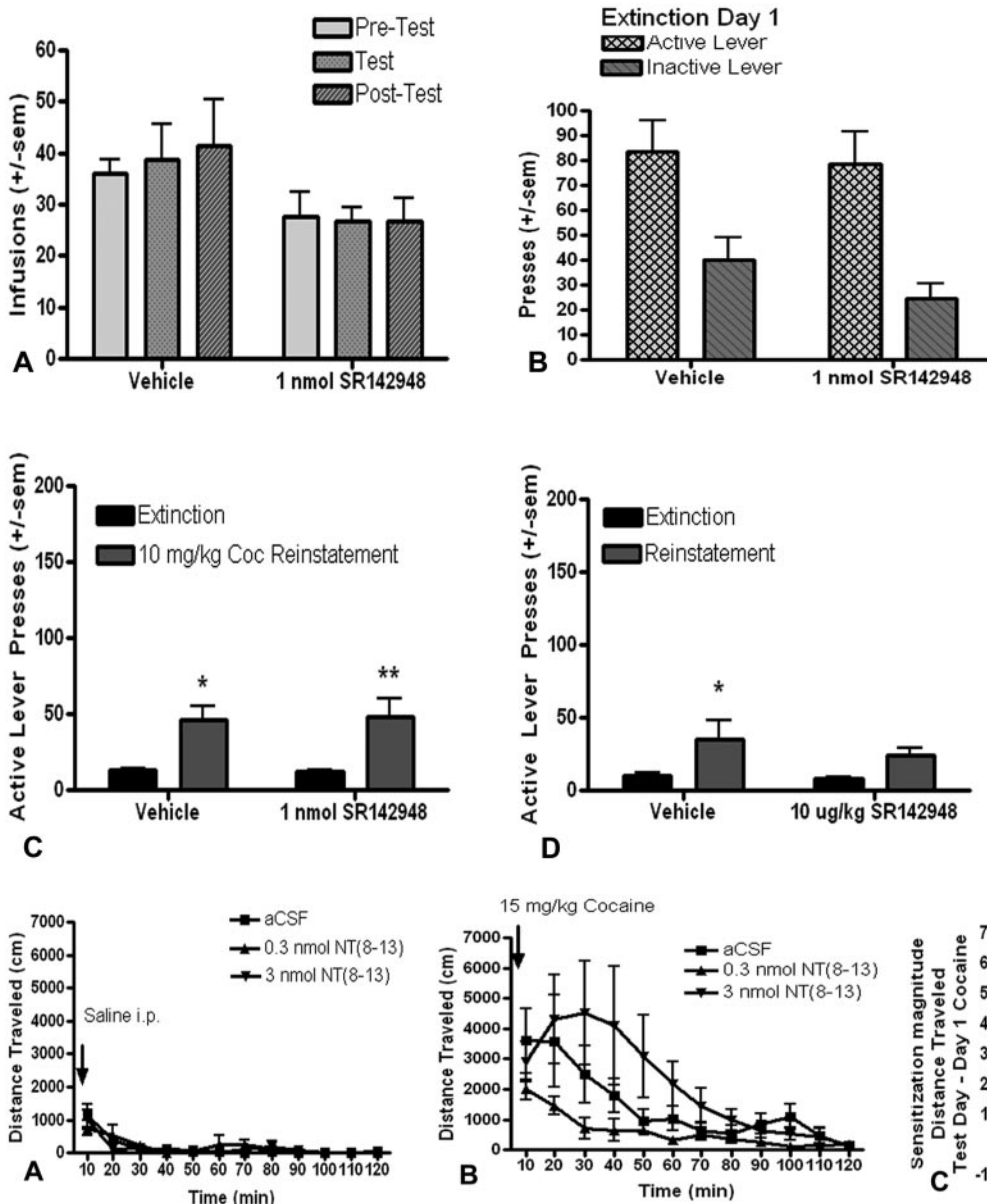 Pre-Test
Test
Post-Test
Infusions (+/-sem)
60
50
40
30
20
10
0
Vehicle
1 nmol SR142948
A
Extinction Day 1
Active Lever
Inactive Lever
Presses (+/-sem)
100
90
80
70
60
50
40
30
20
10
0
Vehicle
1 nmol SR142948
B
Extinction
10 mg/kg Coc Reinstatement
Active Lever Presses (+/-sem)
200
150
100
50
0
*
**
Vehicle
1 nmol SR142948
C
Extinction
Reinstatement
Active Lever Presses (+/-sem)
200
150
100
50
0
*
Vehicle
10 ug/kg SR142948
D
aCSF
0.3 nmol NT(8-13)
3 nmol NT(8-13)
Saline i.p.
Distance Traveled (cm)
7000
6000
5000
4000
3000
2000
1000
0
10 20 30 40 50 60 70 80 90 100 110 120
Time (min)
A
15 mg/kg Cocaine
aCSF
0.3 nmol NT(8-13)
3 nmol NT(8-13)
Distance Traveled (cm)
7000
6000
5000
4000
3000
2000
1000
0
10 20 30 40 50 60 70 80 90 100 110 120
Time (min)
B
Sensitization magnitude
Distance Traveled
Test Day - Day 1 Cocaine
7
6
5
4
3
2
1
-1
C